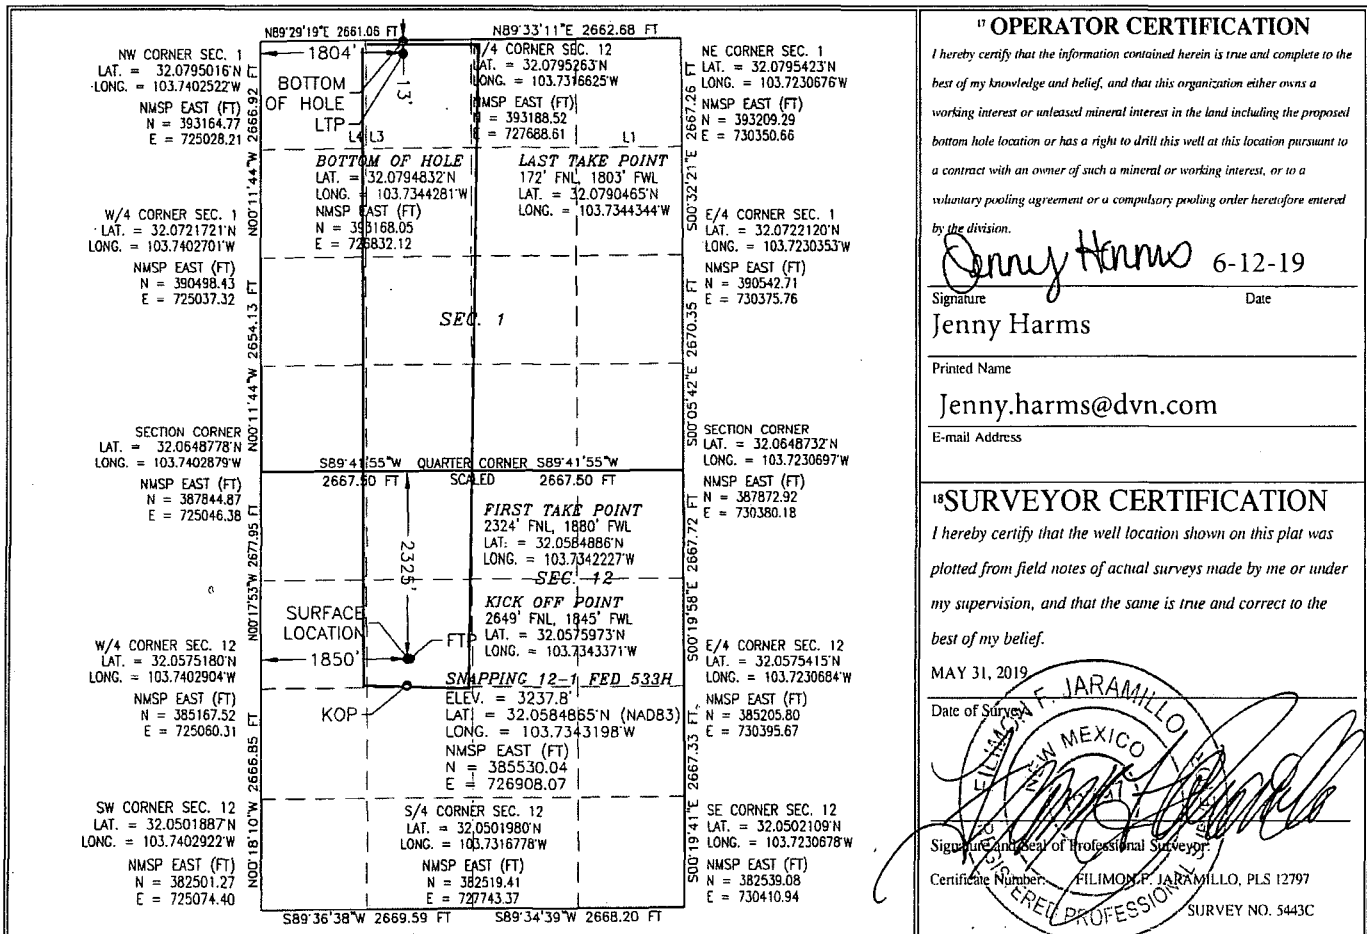 N89°29'19"E 2661.06 FT
N89°33'11"E 2662.68 FT
NW CORNER SEC. 1
LAT. = 32.0795016'N
LONG. = 103.7402522'W
NMSP EAST (FT)
N = 393164.77
E = 725028.21
1804'
BOTTOM
OF HOLE
LTP
13'
/4 CORNER SEC. 12
LAT. = 32.0795263'N
LONG. = 103.7316625'W
NMSP EAST (FT)
N = 393188.52
E = 727688.61
NE CORNER SEC. 1
LAT. = 32.0795423'N
LONG. = 103.7230676'W
NMSP EAST (FT)
N = 393209.29
E = 730350.66
L4 L3
L1
N00°11'44"W 2666.92 FT
S00°32'21"E 2667.26 FT
BOTTOM OF HOLE
LAT. = 32.0794832'N
LONG. = 103.7344281'W
NMSP EAST (FT)
N = 393168.05
E = 726832.12
LAST TAKE POINT
172' FNL, 1803' FWL
LAT. = 32.0790465'N
LONG. = 103.7344344'W
W/4 CORNER SEC. 1
LAT. = 32.0721721'N
LONG. = 103.7402701'W
NMSP EAST (FT)
N = 390498.43
E = 725037.32
E/4 CORNER SEC. 1
LAT. = 32.0722120'N
LONG. = 103.7230353'W
NMSP EAST (FT)
N = 390542.71
E = 730375.76
SEC. 1
N00°11'44"W 2654.13 FT
S00°05'42"E 2670.35 FT
SECTION CORNER
LAT. = 32.0648778'N
LONG. = 103.7402879'W
NMSP EAST (FT)
N = 387844.87
E = 725046.38
S89°41'55"W QUARTER CORNER S89°41'55"W
2667.50 FT SCALED 2667.50 FT
SECTION CORNER
LAT. = 32.0648732'N
LONG. = 103.7230697'W
NMSP EAST (FT)
N = 387872.92
E = 730380.18
2325'
FIRST TAKE POINT
2324' FNL, 1880' FWL
LAT. = 32.0584886'N
LONG. = 103.7342227'W
SEC. 12
N00°17'53"W 2677.95 FT
S00°19'58"E 2667.72 FT
KICK OFF POINT
2649' FNL, 1845' FWL
LAT. = 32.0575973'N
LONG. = 103.7343371'W
SURFACE
LOCATION
FTP
1850'
KOP
W/4 CORNER SEC. 12
LAT. = 32.0575180'N
LONG. = 103.7402904'W
NMSP EAST (FT)
N = 385167.52
E = 725060.31
SNAPPING 12-1 FED 533H
ELEV. = 3237.8'
LAT. = 32.0584865'N (NAD83)
LONG. = 103.7343198'W
NMSP EAST (FT)
N = 385530.04
E = 726908.07
E/4 CORNER SEC. 12
LAT. = 32.0575415'N
LONG. = 103.7230684'W
NMSP EAST (FT)
N = 385205.80
E = 730395.67
N00°18'10"W 2666.85 FT
S00°19'41"E 2667.33 FT
SW CORNER SEC. 12
LAT. = 32.0501887'N
LONG. = 103.7402922'W
NMSP EAST (FT)
N = 382501.27
E = 725074.40
S/4 CORNER SEC. 12
LAT. = 32.0501980'N
LONG. = 103.7316778'W
NMSP EAST (FT)
N = 382519.41
E = 727743.37
SE CORNER SEC. 12
LAT. = 32.0502109'N
LONG. = 103.7230678'W
NMSP EAST (FT)
N = 382539.08
E = 730410.94
S89°36'38"W 2669.59 FT
S89°34'39"W 2668.20 FT
17 OPERATOR CERTIFICATION
I hereby certify that the information contained herein is true and complete to the
best of my knowledge and belief, and that this organization either owns a
working interest or unleased mineral interest in the land including the proposed
bottom hole location or has a right to drill this well at this location pursuant to
a contract with an owner of such a mineral or working interest, or to a
voluntary pooling agreement or a compulsory pooling order heretofore entered
by the division.
Jenny Harms 6-12-19
Signature Date
Jenny Harms
Printed Name
Jenny.harms@dvn.com
E-mail Address
18 SURVEYOR CERTIFICATION
I hereby certify that the well location shown on this plat was
plotted from field notes of actual surveys made by me or under
my supervision, and that the same is true and correct to the
best of my belief.
MAY 31, 2019
Date of Survey
FILIMON F. JARAMILLO
NEW MEXICO
REGISTERED PROFESSIONAL
Signature and Seal of Professional Surveyor:
Certificate Number: FILIMON F. JARAMILLO, PLS 12797
SURVEY NO. 5443C